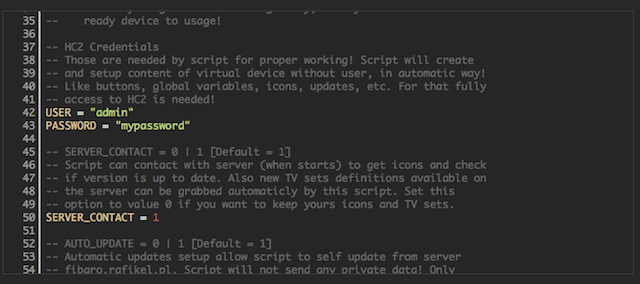 35 --     ready device to usage!
36
37 -- HC2 Credentials
38 -- Those are needed by script for proper working! Script will create
39 -- and setup content of virtual device without user, in automatic way!
40 -- Like buttons, global variables, icons, updates, etc. For that fully
41 -- access to HC2 is needed!
42 USER = "admin"
43 PASSWORD = "mypassword"
44
45 -- SERVER_CONTACT = 0 | 1 [Default = 1]
46 -- Script can contact with server (when starts) to get icons and check
47 -- if version is up to date. Also new TV sets definitions available on
48 -- the server can be grabbed automaticly by this script. Set this
49 -- option to value 0 if you want to keep yours icons and TV sets.
50 SERVER_CONTACT = 1
51
52 -- AUTO_UPDATE = 0 | 1 [Default = 1]
53 -- Automatic updates setup allow script to self update from server
54 -- fibaro.rafikel.pl. Script will not send any private data! Only